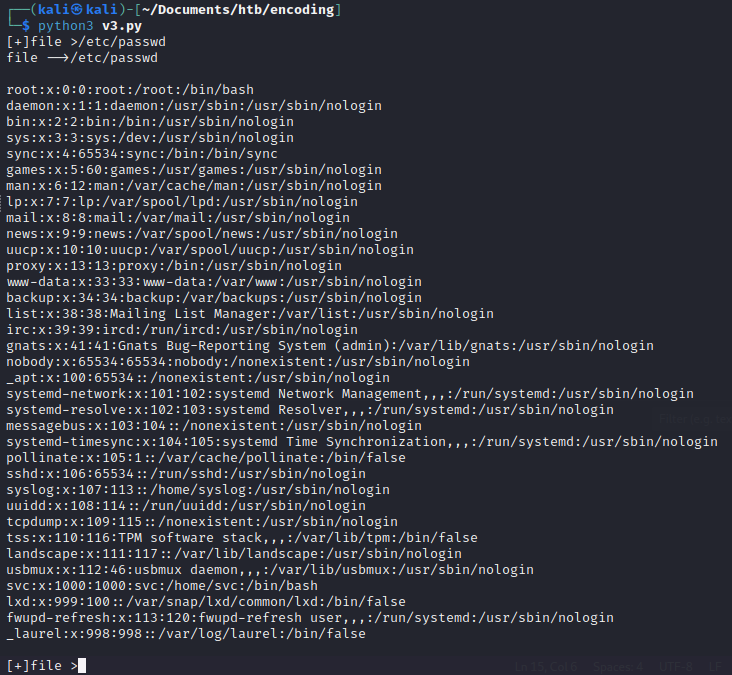 ┌──(kali㉿kali)-[~/Documents/htb/encoding]
└─$ python3 v3.py
[+]file >/etc/passwd
file -->/etc/passwd
root:x:0:0:root:/root:/bin/bash
daemon:x:1:1:daemon:/usr/sbin:/usr/sbin/nologin
bin:x:2:2:bin:/bin:/usr/sbin/nologin
sys:x:3:3:sys:/dev:/usr/sbin/nologin
sync:x:4:65534:sync:/bin:/bin/sync
games:x:5:60:games:/usr/games:/usr/sbin/nologin
man:x:6:12:man:/var/cache/man:/usr/sbin/nologin
lp:x:7:7:lp:/var/spool/lpd:/usr/sbin/nologin
mail:x:8:8:mail:/var/mail:/usr/sbin/nologin
news:x:9:9:news:/var/spool/news:/usr/sbin/nologin
uucp:x:10:10:uucp:/var/spool/uucp:/usr/sbin/nologin
proxy:x:13:13:proxy:/bin:/usr/sbin/nologin
www-data:x:33:33:www-data:/var/www:/usr/sbin/nologin
backup:x:34:34:backup:/var/backups:/usr/sbin/nologin
list:x:38:38:Mailing List Manager:/var/list:/usr/sbin/nologin
irc:x:39:39:ircd:/run/ircd:/usr/sbin/nologin
gnats:x:41:41:Gnats Bug-Reporting System (admin):/var/lib/gnats:/usr/sbin/nologin
nobody:x:65534:65534:nobody:/nonexistent:/usr/sbin/nologin
_apt:x:100:65534::/nonexistent:/usr/sbin/nologin
systemd-network:x:101:102:systemd Network Management,,,:/run/systemd:/usr/sbin/nologin
systemd-resolve:x:102:103:systemd Resolver,,,:/run/systemd:/usr/sbin/nologin
messagebus:x:103:104::/nonexistent:/usr/sbin/nologin
systemd-timesync:x:104:105:systemd Time Synchronization,,,:/run/systemd:/usr/sbin/nologin
pollinate:x:105:1::/var/cache/pollinate:/bin/false
sshd:x:106:65534::/run/sshd:/usr/sbin/nologin
syslog:x:107:113::/home/syslog:/usr/sbin/nologin
uuidd:x:108:114::/run/uuidd:/usr/sbin/nologin
tcpdump:x:109:115::/nonexistent:/usr/sbin/nologin
tss:x:110:116:TPM software stack,,,:/var/lib/tpm:/bin/false
landscape:x:111:117::/var/lib/landscape:/usr/sbin/nologin
usbmux:x:112:46:usbmux daemon,,,:/var/lib/usbmux:/usr/sbin/nologin
svc:x:1000:1000:svc:/home/svc:/bin/bash
lxd:x:999:100::/var/snap/lxd/common/lxd:/bin/false
fwupd-refresh:x:113:120:fwupd-refresh user,,,:/run/systemd:/usr/sbin/nologin
_laurel:x:998:998::/var/log/laurel:/bin/false
[+]file >